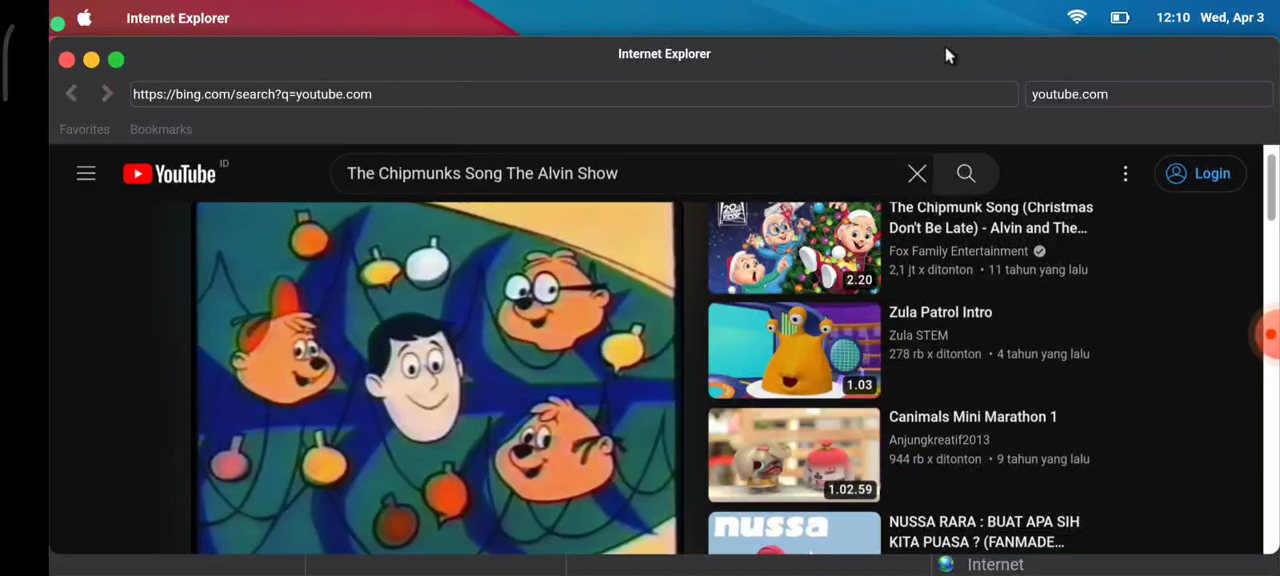 Internet Explorer
12:10 Wed, Apr 3
Internet Explorer
https://bing.com/search?q=youtube.com
youtube.com
Favorites
Bookmarks
YouTube ID
The Chipmunks Song The Alvin Show
Login
The Chipmunk Song (Christmas
Don't Be Late) - Alvin and The...
Fox Family Entertainment
2,1 jt x ditonton • 11 tahun yang lalu
2.20
Zula Patrol Intro
Zula STEM
278 rb x ditonton • 4 tahun yang lalu
1.03
Canimals Mini Marathon 1
Anjungkreatif2013
944 rb x ditonton • 9 tahun yang lalu
1.02.59
nussa
NUSSA RARA : BUAT APA SIH
KITA PUASA ? (FANMADE...
Internet